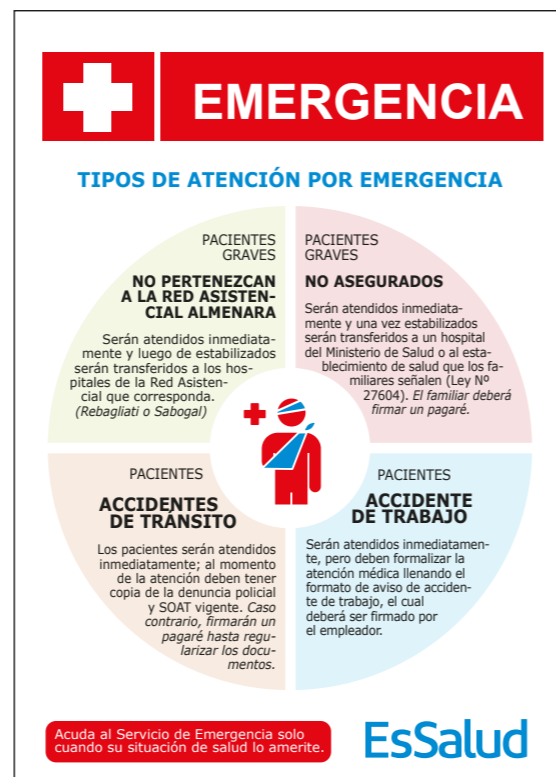 EMERGENCIA
TIPOS DE ATENCIÓN POR EMERGENCIA
PACIENTES
GRAVES
NO PERTENEZCAN
A LA RED ASISTEN-
CIAL ALMENARA
Serán atendidos inmediata-
mente y luego de estabilizados
serán transferidos a los hos-
pitales de la Red Asisten-
cial que corresponda.
(Rebagliati o Sabogal)
PACIENTES
GRAVES
NO ASEGURADOS
Serán atendidos inmediata-
mente y una vez estabilizados
serán transferidos a un hospital
del Ministerio de Salud o al esta-
blecimiento de salud que los fa-
miliares señalen (Ley Nº
27604). El familiar deberá
firmar un pagaré.
PACIENTES
ACCIDENTES
DE TRÁNSITO
Los pacientes serán atendidos
inmediatamente; al momento
de la atención deben tener
copia de la denuncia policial
y SOAT vigente. Caso
contrario, firmarán un
pagaré hasta regu-
larizar los docu-
mentos.
PACIENTES
ACCIDENTE
DE TRABAJO
Serán atendidos inmediatamen-
te, pero deben formalizar la
atención médica llenando el
formato de aviso de acciden-
te de trabajo, el cual
deberá ser firmado por
el empleador.
Acuda al Servicio de Emergencia solo
cuando su situación de salud lo amerite.
EsSalud